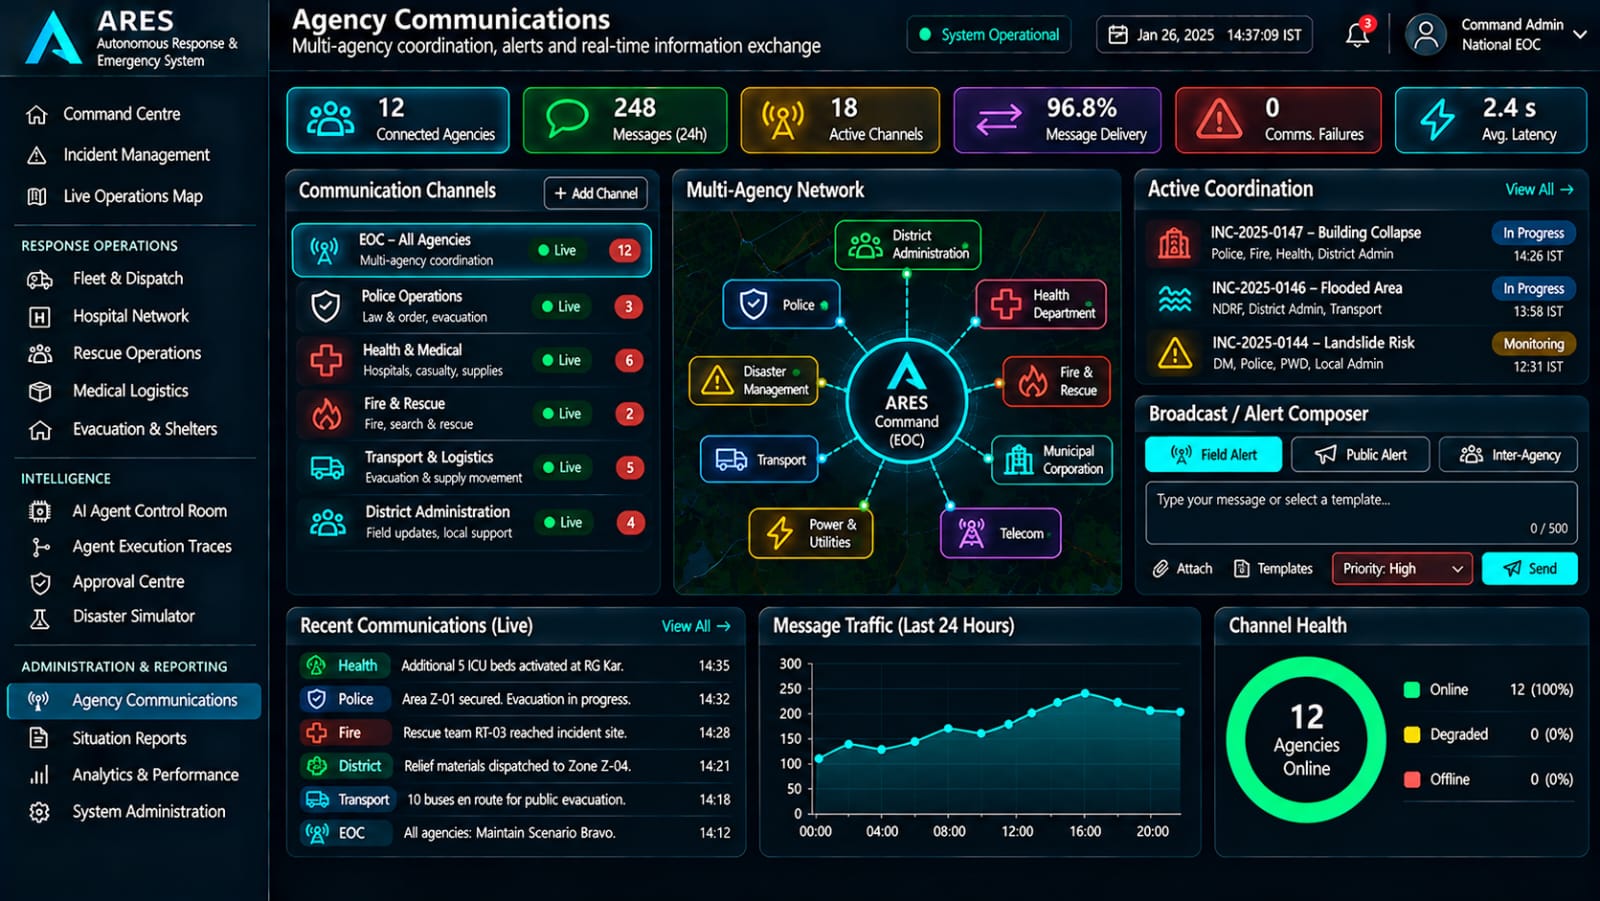 ARES
Autonomous Response &
Emergency System
Command Centre
Incident Management
Live Operations Map
RESPONSE OPERATIONS
Fleet & Dispatch
Hospital Network
Rescue Operations
Medical Logistics
Evacuation & Shelters
INTELLIGENCE
AI Agent Control Room
Agent Execution Traces
Approval Centre
Disaster Simulator
ADMINISTRATION & REPORTING
Agency Communications
Situation Reports
Analytics & Performance
System Administration
Agency Communications
Multi-agency coordination, alerts and real-time information exchange
System Operational
Jan 26, 2025 14:37:09 IST
3
Command Admin
National EOC
12
Connected Agencies
248
Messages (24h)
18
Active Channels
96.8%
Message Delivery
0
Comms. Failures
2.4 s
Avg. Latency
Communication Channels
+ Add Channel
EOC – All Agencies
Multi-agency coordination
Live
12
Police Operations
Law & order, evacuation
Live
3
Health & Medical
Hospitals, casualty, supplies
Live
6
Fire & Rescue
Fire, search & rescue
Live
2
Transport & Logistics
Evacuation & supply movement
Live
5
District Administration
Field updates, local support
Live
4
Multi-Agency Network
District
Administration
Police
Health
Department
Disaster
Management
Fire &
Rescue
ARES
Command
(EOC)
Transport
Municipal
Corporation
Power &
Utilities
Telecom
Active Coordination
View All →
INC-2025-0147 – Building Collapse
Police, Fire, Health, District Admin
In Progress
14:26 IST
INC-2025-0146 – Flooded Area
NDRF, District Admin, Transport
In Progress
13:58 IST
INC-2025-0144 – Landslide Risk
DM, Police, PWD, Local Admin
Monitoring
12:31 IST
Broadcast / Alert Composer
Field Alert
Public Alert
Inter-Agency
Type your message or select a template...
0 / 500
Attach
Templates
Priority: High
Send
Recent Communications (Live)
View All →
Health Additional 5 ICU beds activated at RG Kar. 14:35
Police Area Z-01 secured. Evacuation in progress. 14:32
Fire Rescue team RT-03 reached incident site. 14:28
District Relief materials dispatched to Zone Z-04. 14:21
Transport 10 buses en route for public evacuation. 14:18
EOC All agencies: Maintain Scenario Bravo. 14:12
Message Traffic (Last 24 Hours)
300
250
200
150
100
50
0
00:00 04:00 08:00 12:00 16:00 20:00
Channel Health
12
Agencies
Online
Online 12 (100%)
Degraded 0 (0%)
Offline 0 (0%)